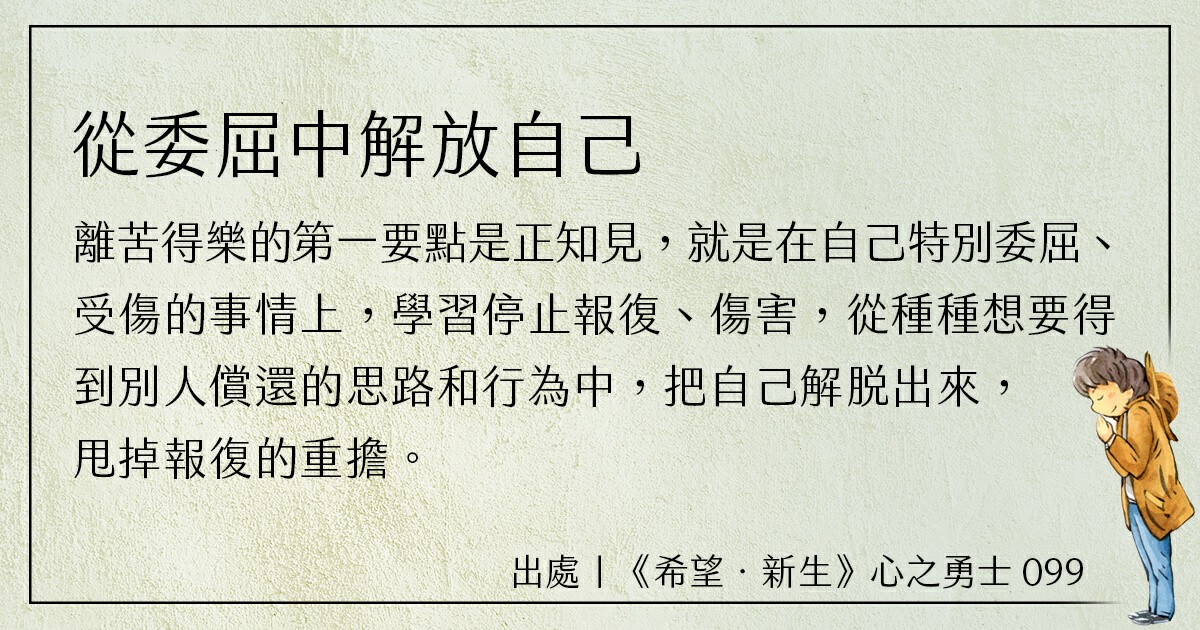 從委屈中解放自己
離苦得樂的第一要點是正知見，就是在自己特別委屈、
受傷的事情上，學習停止報復、傷害，從種種想要得
到別人償還的思路和行為中，把自己解脫出來，
甩掉報復的重擔。
出處｜《希望．新生》心之勇士 099